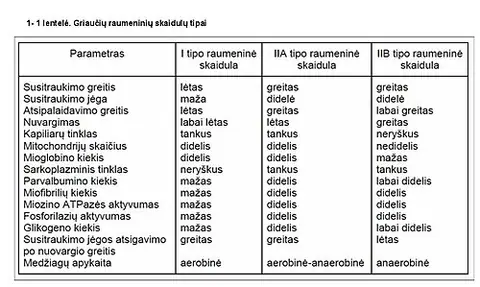 1- 1 lentelė. Griaučių raumeninių skaidulų tipai
Parametras I tipo raumeninė skaidula IIA tipo raumeninė skaidula IIB tipo raumeninė skaidula
Susitraukimo greitis lėtas greitas greitas
Susitraukimo jėga maža didelė didelė
Atsipalaidavimo greitis lėtas greitas labai greitas
Nuvargimas labai lėtas lėtas greitas
Kapiliarų tinklas tankus tankus neryškus
Mitochondrijų skaičius didelis didelis nedidelis
Mioglobino kiekis didelis didelis mažas
Sarkoplazminis tinklas neryškus tankus tankus
Parvalbumino kiekis mažas didelis labai didelis
Miofibrilių kiekis mažas didelis didelis
Miozino ATPazės aktyvumas mažas didelis didelis
Fosforilazių aktyvumas mažas didelis didelis
Glikogeno kiekis mažas didelis labai didelis
Susitraukimo jėgos atsigavimo po nuovargio greitis greitas greitas lėtas
Medžiagų apykaita aerobinė aerobinė-anaerobinė anaerobinė